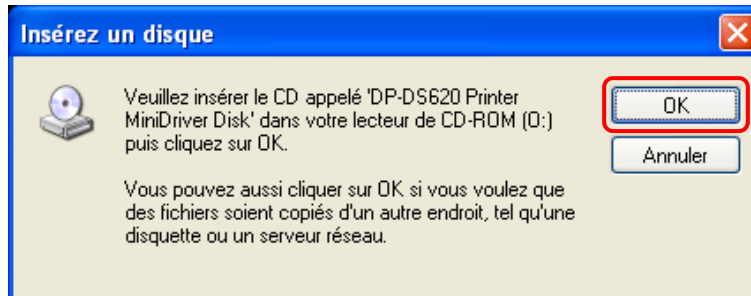 Insérez un disque
Veuillez insérer le CD appelé 'DP-DS620 Printer
MiniDriver Disk' dans votre lecteur de CD-ROM (O:)
puis cliquez sur OK.
Vous pouvez aussi cliquer sur OK si vous voulez que
des fichiers soient copiés d'un autre endroit, tel qu'une
disquette ou un serveur réseau.
OK
Annuler